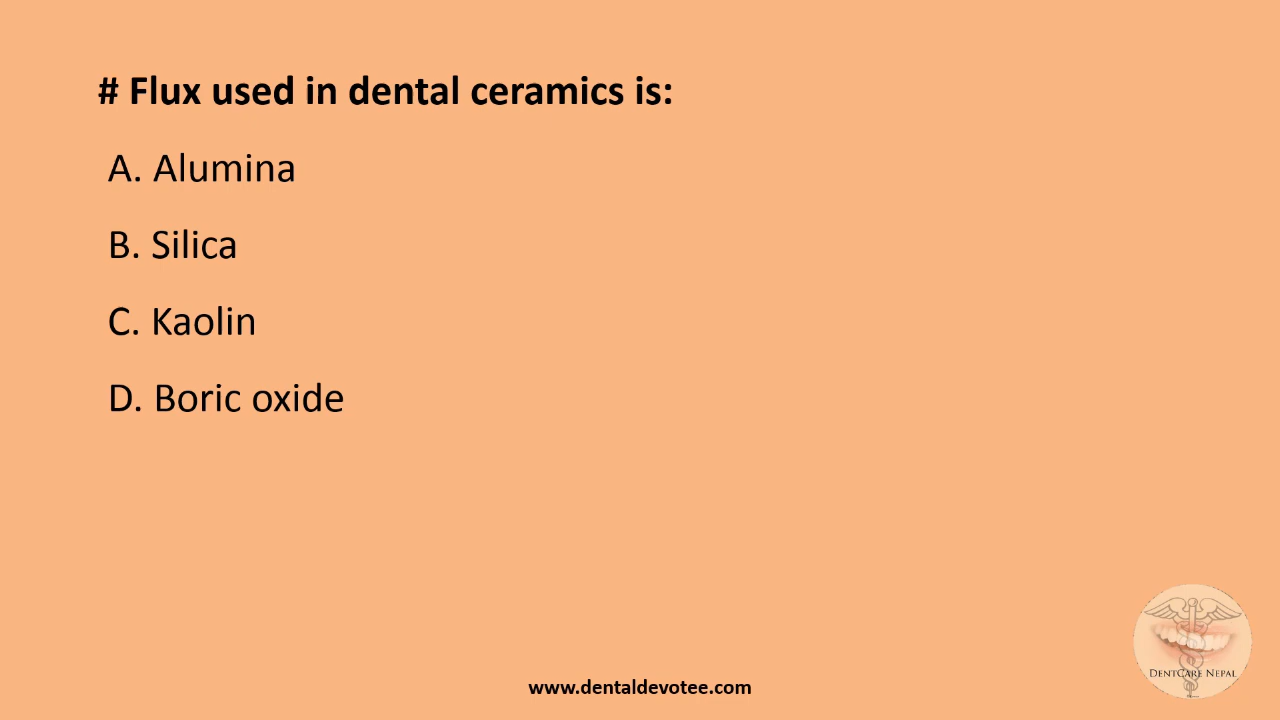 # Flux used in dental ceramics is:
A. Alumina
B. Silica
C. Kaolin
D. Boric oxide
DENTCARE NEPAL
www.dentaldevotee.com